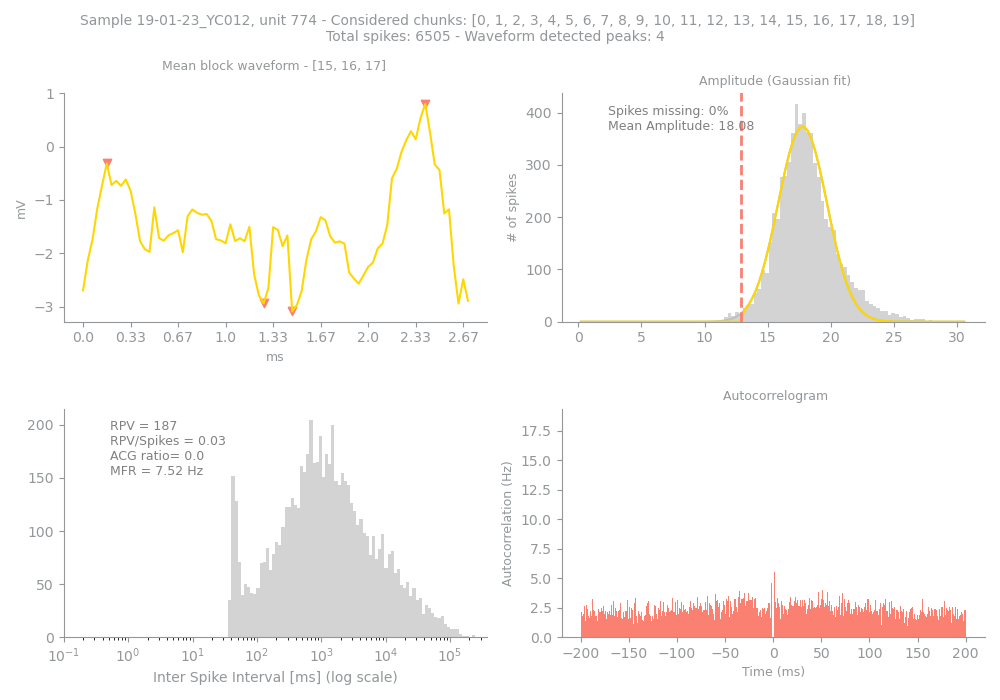 Sample 19-01-23_YC012, unit 774 - Considered chunks: [0, 1, 2, 3, 4, 5, 6, 7, 8, 9, 10, 11, 12, 13, 14, 15, 16, 17, 18, 19]
Total spikes: 6505 - Waveform detected peaks: 4
Mean block waveform - [15, 16, 17]
1
0
−1
−2
−3
mV
0.0 0.33 0.67 1.0 1.33 1.67 2.0 2.33 2.67
ms
Amplitude (Gaussian fit)
Spikes missing: 0%
Mean Amplitude: 18.08
400
300
200
100
0
# of spikes
0 5 10 15 20 25 30
RPV = 187
RPV/Spikes = 0.03
ACG ratio= 0.0
MFR = 7.52 Hz
200
150
100
50
0
10⁻¹ 10⁰ 10¹ 10² 10³ 10⁴ 10⁵
Inter Spike Interval [ms] (log scale)
Autocorrelogram
17.5
15.0
12.5
10.0
7.5
5.0
2.5
0.0
Autocorrelation (Hz)
−200 −150 −100 −50 0 50 100 150 200
Time (ms)